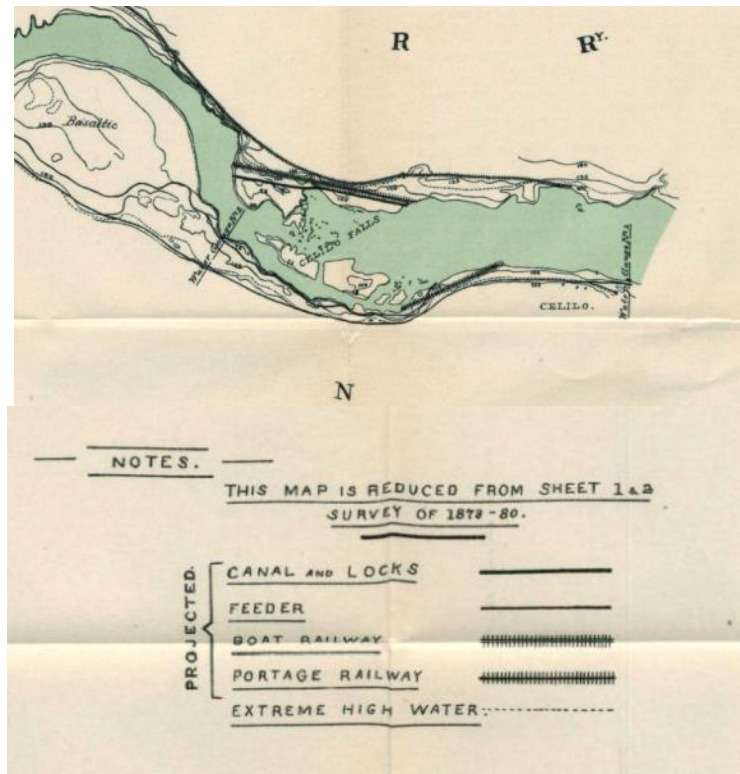 R
RY.
Basaltic
CELILO FALLS
CELILO.
N
NOTES.
THIS MAP IS REDUCED FROM SHEET 1 & 2
SURVEY OF 1878-80.
PROJECTED.
CANAL AND LOCKS
FEEDER
BOAT RAILWAY
PORTAGE RAILWAY
EXTREME HIGH WATER.